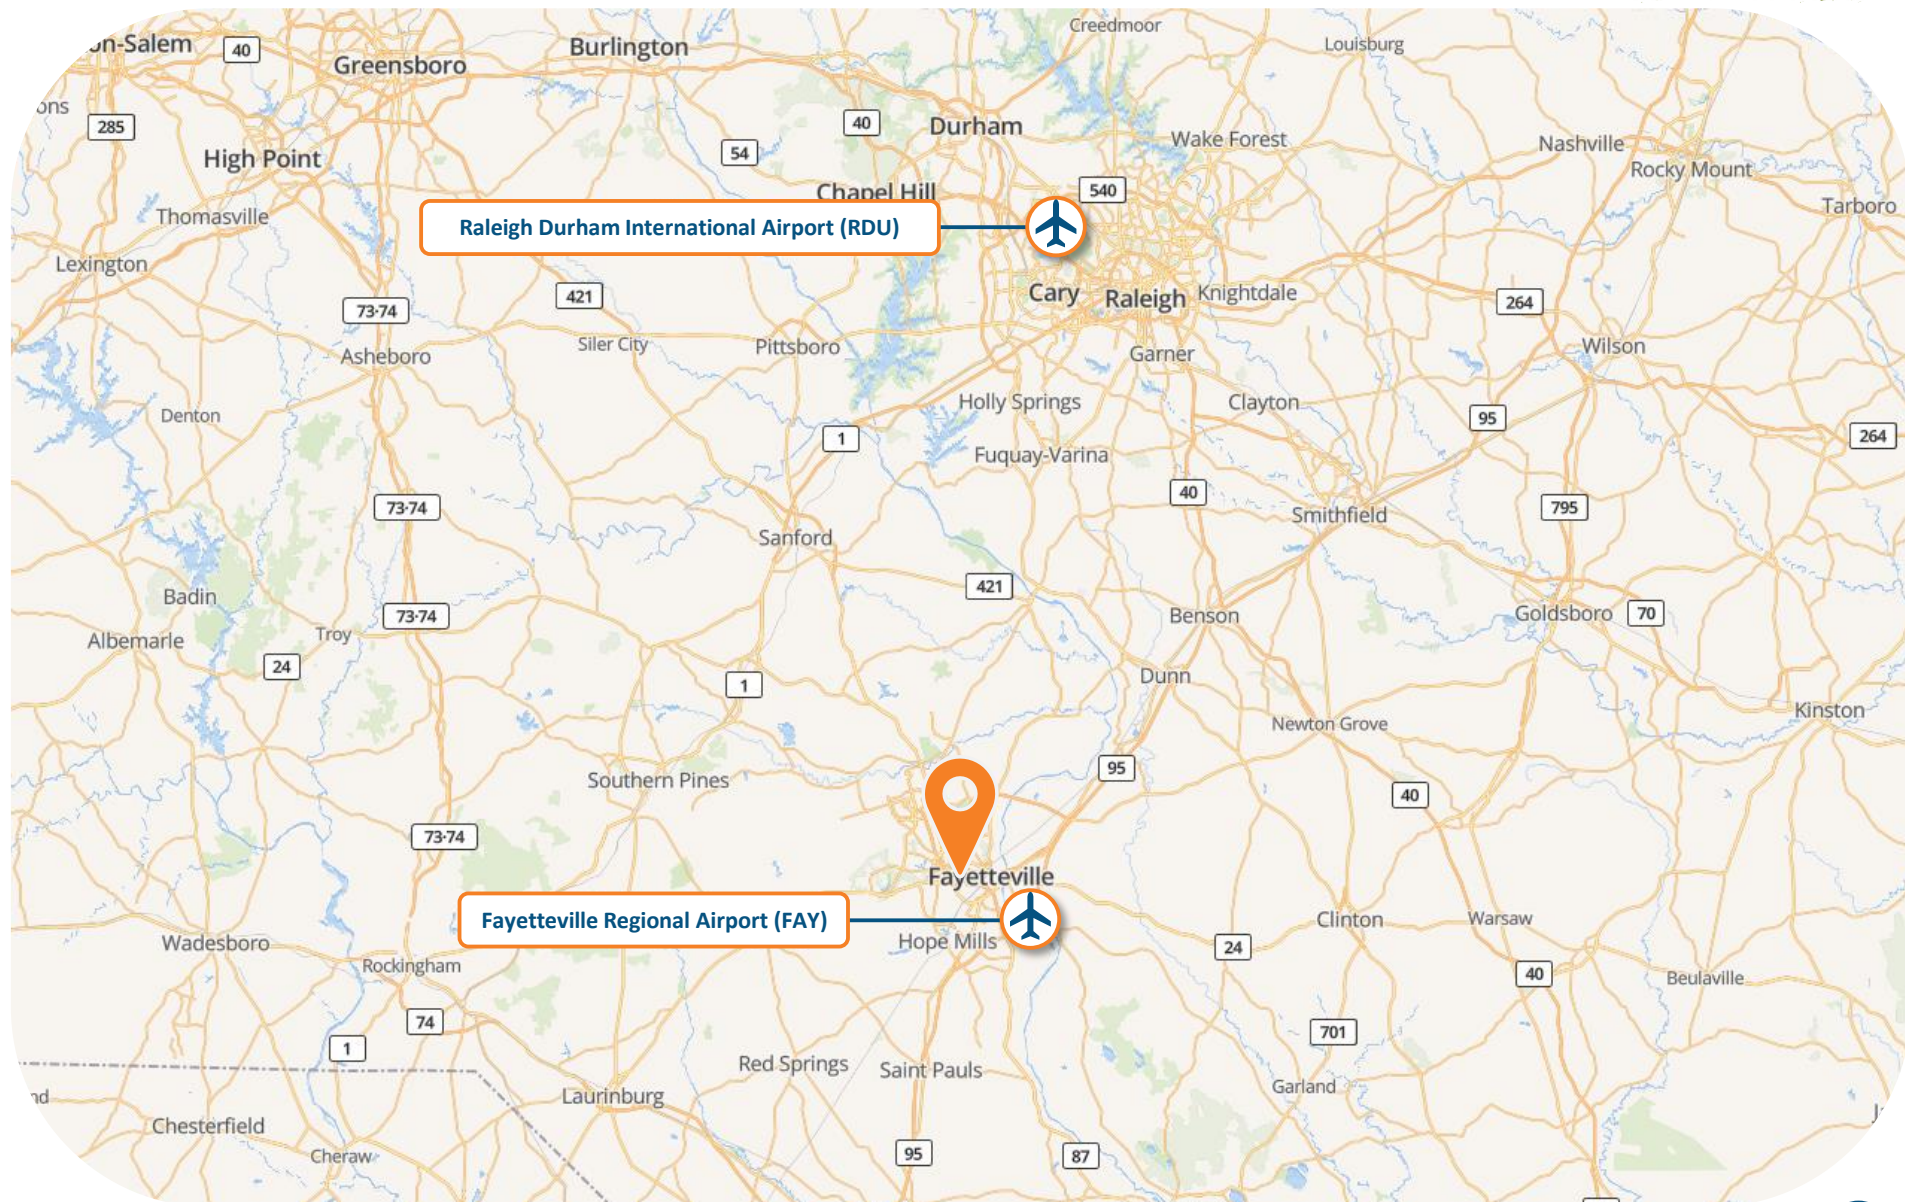 Creedmoor
Louisburg
on-Salem
40
Greensboro
Burlington
ons
285
High Point
54
40
Durham
Wake Forest
Nashville
Rocky Mount
Chapel Hill
540
Tarboro
Thomasville
Raleigh Durham International Airport (RDU)
Lexington
73·74
421
Cary
Raleigh
Knightdale
264
Asheboro
Siler City
Pittsboro
Garner
Wilson
Denton
Holly Springs
Clayton
95
264
1
Fuquay-Varina
73·74
40
Smithfield
795
Sanford
Badin
421
73·74
Benson
Goldsboro
70
Albemarle
Troy
24
1
Dunn
Newton Grove
Kinston
Southern Pines
95
40
73·74
Fayetteville
Fayetteville Regional Airport (FAY)
Clinton
Warsaw
Wadesboro
Hope Mills
24
Rockingham
40
Beulaville
74
701
1
Red Springs
Saint Pauls
Garland
nd
Laurinburg
Chesterfield
Cheraw
95
87